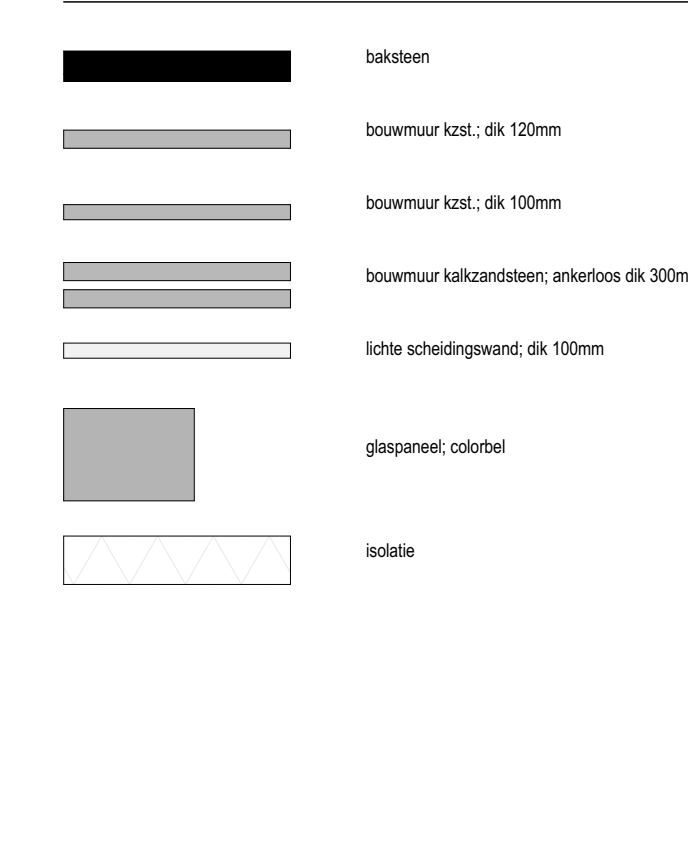 baksteen
bouwmuur kzst.; dik 120mm
bouwmuur kzst.; dik 100mm
bouwmuur kalkzandsteen; ankerloos dik 300m
lichte scheidingswand; dik 100mm
glaspaneel; colorbel
isolatie